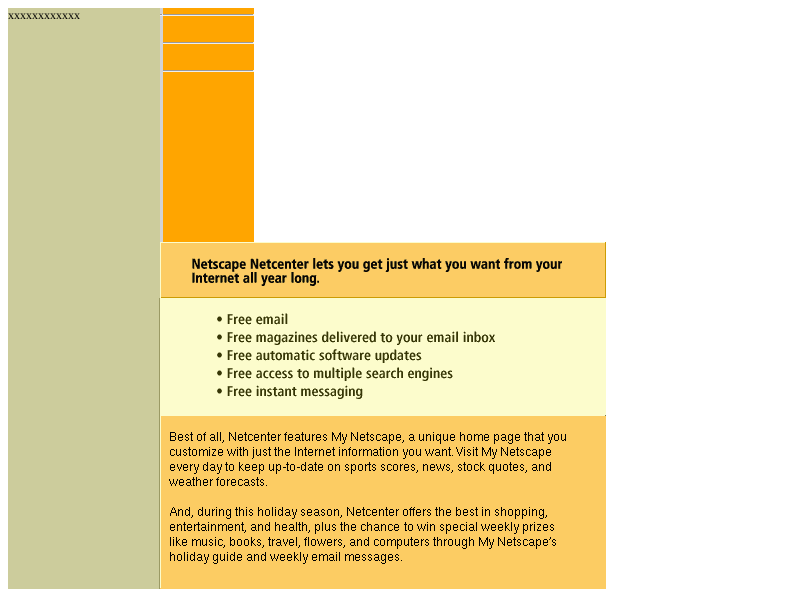 xxxxxxxxxxxx
Netscape Netcenter lets you get just what you want from your
Internet all year long.
• Free email
• Free magazines delivered to your email inbox
• Free automatic software updates
• Free access to multiple search engines
• Free instant messaging
Best of all, Netcenter features My Netscape, a unique home page that you
customize with just the Internet information you want. Visit My Netscape
every day to keep up-to-date on sports scores, news, stock quotes, and
weather forecasts.
And, during this holiday season, Netcenter offers the best in shopping,
entertainment, and health, plus the chance to win special weekly prizes
like music, books, travel, flowers, and computers through My Netscape's
holiday guide and weekly email messages.